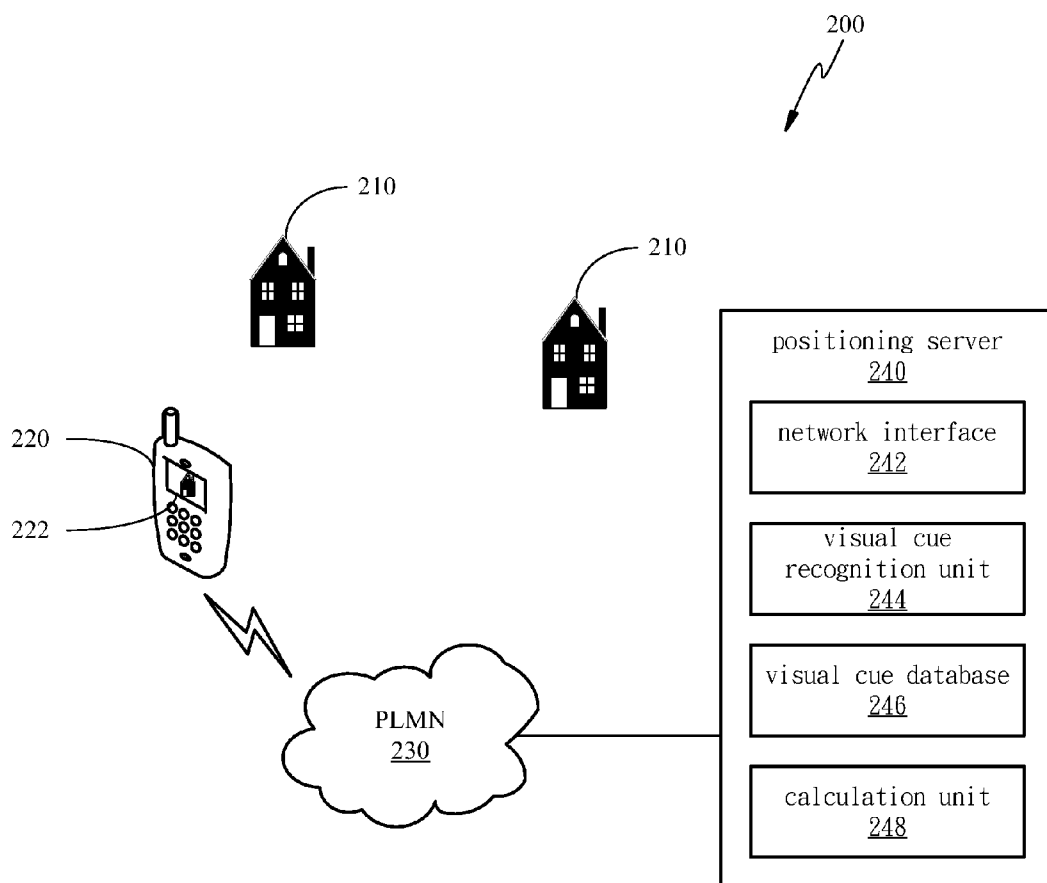 200
210
210
positioning server
240
network interface
242
220
222
visual cue
recognition unit
244
visual cue database
246
PLMN
230
calculation unit
248